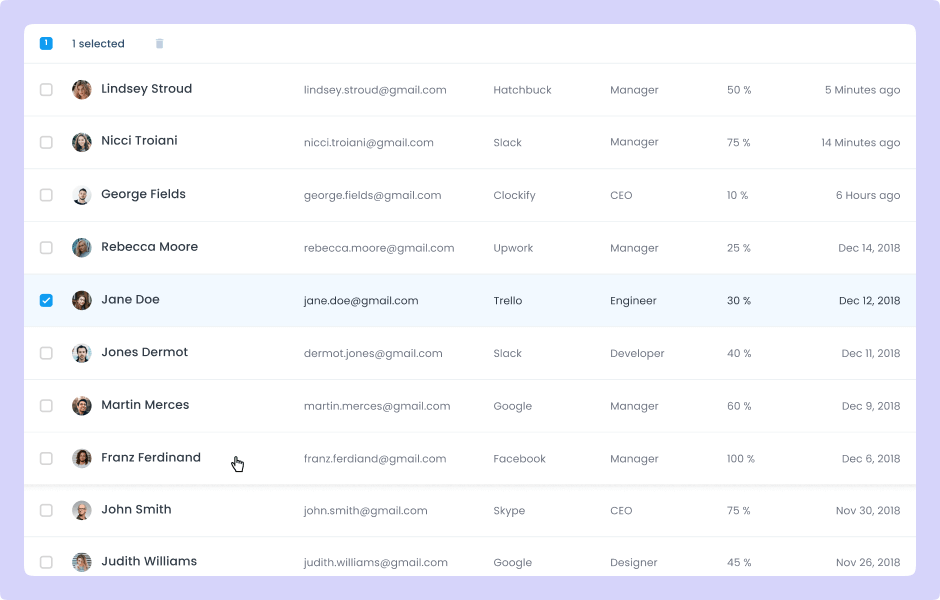 1 1 selected
Lindsey Stroud lindsey.stroud@gmail.com Hatchbuck Manager 50 % 5 Minutes ago
Nicci Troiani nicci.troiani@gmail.com Slack Manager 75 % 14 Minutes ago
George Fields george.fields@gmail.com Clockify CEO 10 % 6 Hours ago
Rebecca Moore rebecca.moore@gmail.com Upwork Manager 25 % Dec 14, 2018
Jane Doe jane.doe@gmail.com Trello Engineer 30 % Dec 12, 2018
Jones Dermot dermot.jones@gmail.com Slack Developer 40 % Dec 11, 2018
Martin Merces martin.merces@gmail.com Google Manager 60 % Dec 9, 2018
Franz Ferdinand franz.ferdiand@gmail.com Facebook Manager 100 % Dec 6, 2018
John Smith john.smith@gmail.com Skype CEO 75 % Nov 30, 2018
Judith Williams judith.williams@gmail.com Google Designer 45 % Nov 26, 2018